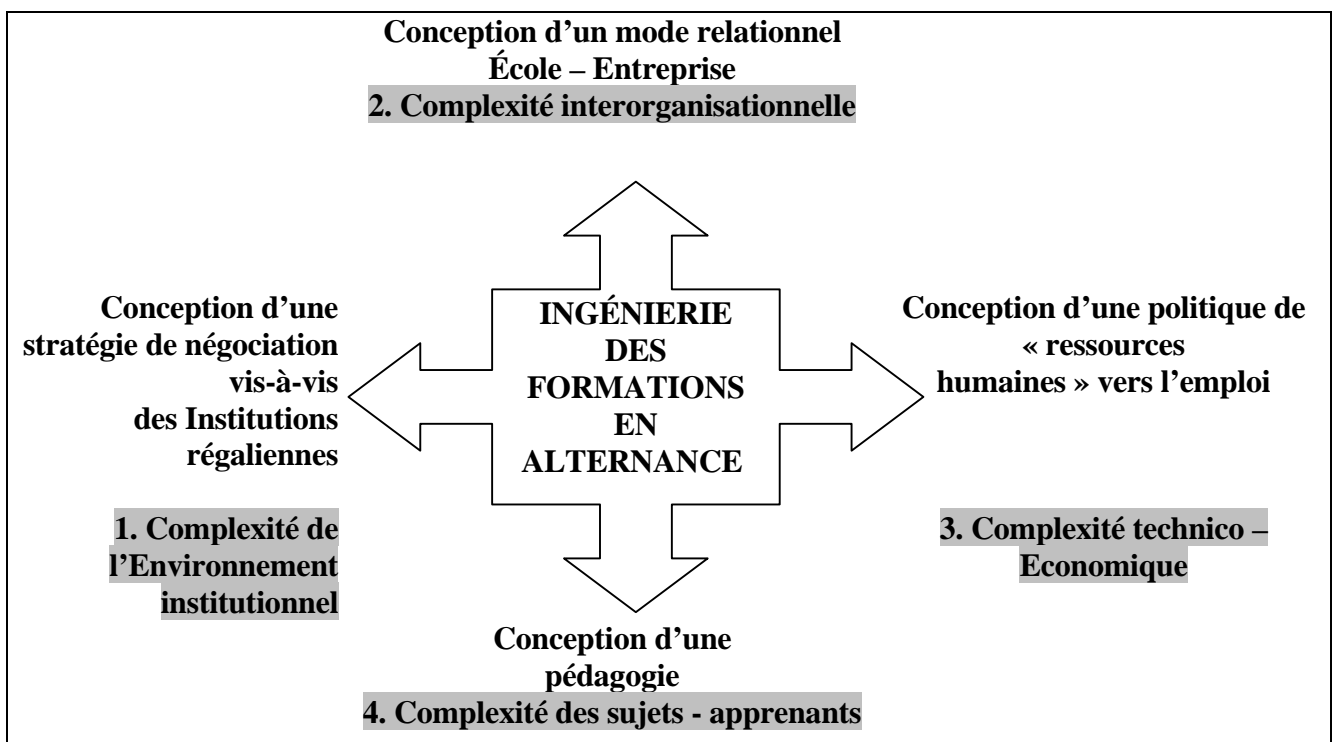 Conception d’un mode relationnel
École – Entreprise
2. Complexité interorganisationnelle
Conception d’une
stratégie de négociation
vis-à-vis
des Institutions
régaliennes
1. Complexité de
l’Environnement
institutionnel
INGÉNIERIE
DES
FORMATIONS
EN
ALTERNANCE
Conception d’une politique de
« ressources
humaines » vers l’emploi
3. Complexité technico –
Economique
Conception d’une
pédagogie
4. Complexité des sujets - apprenants